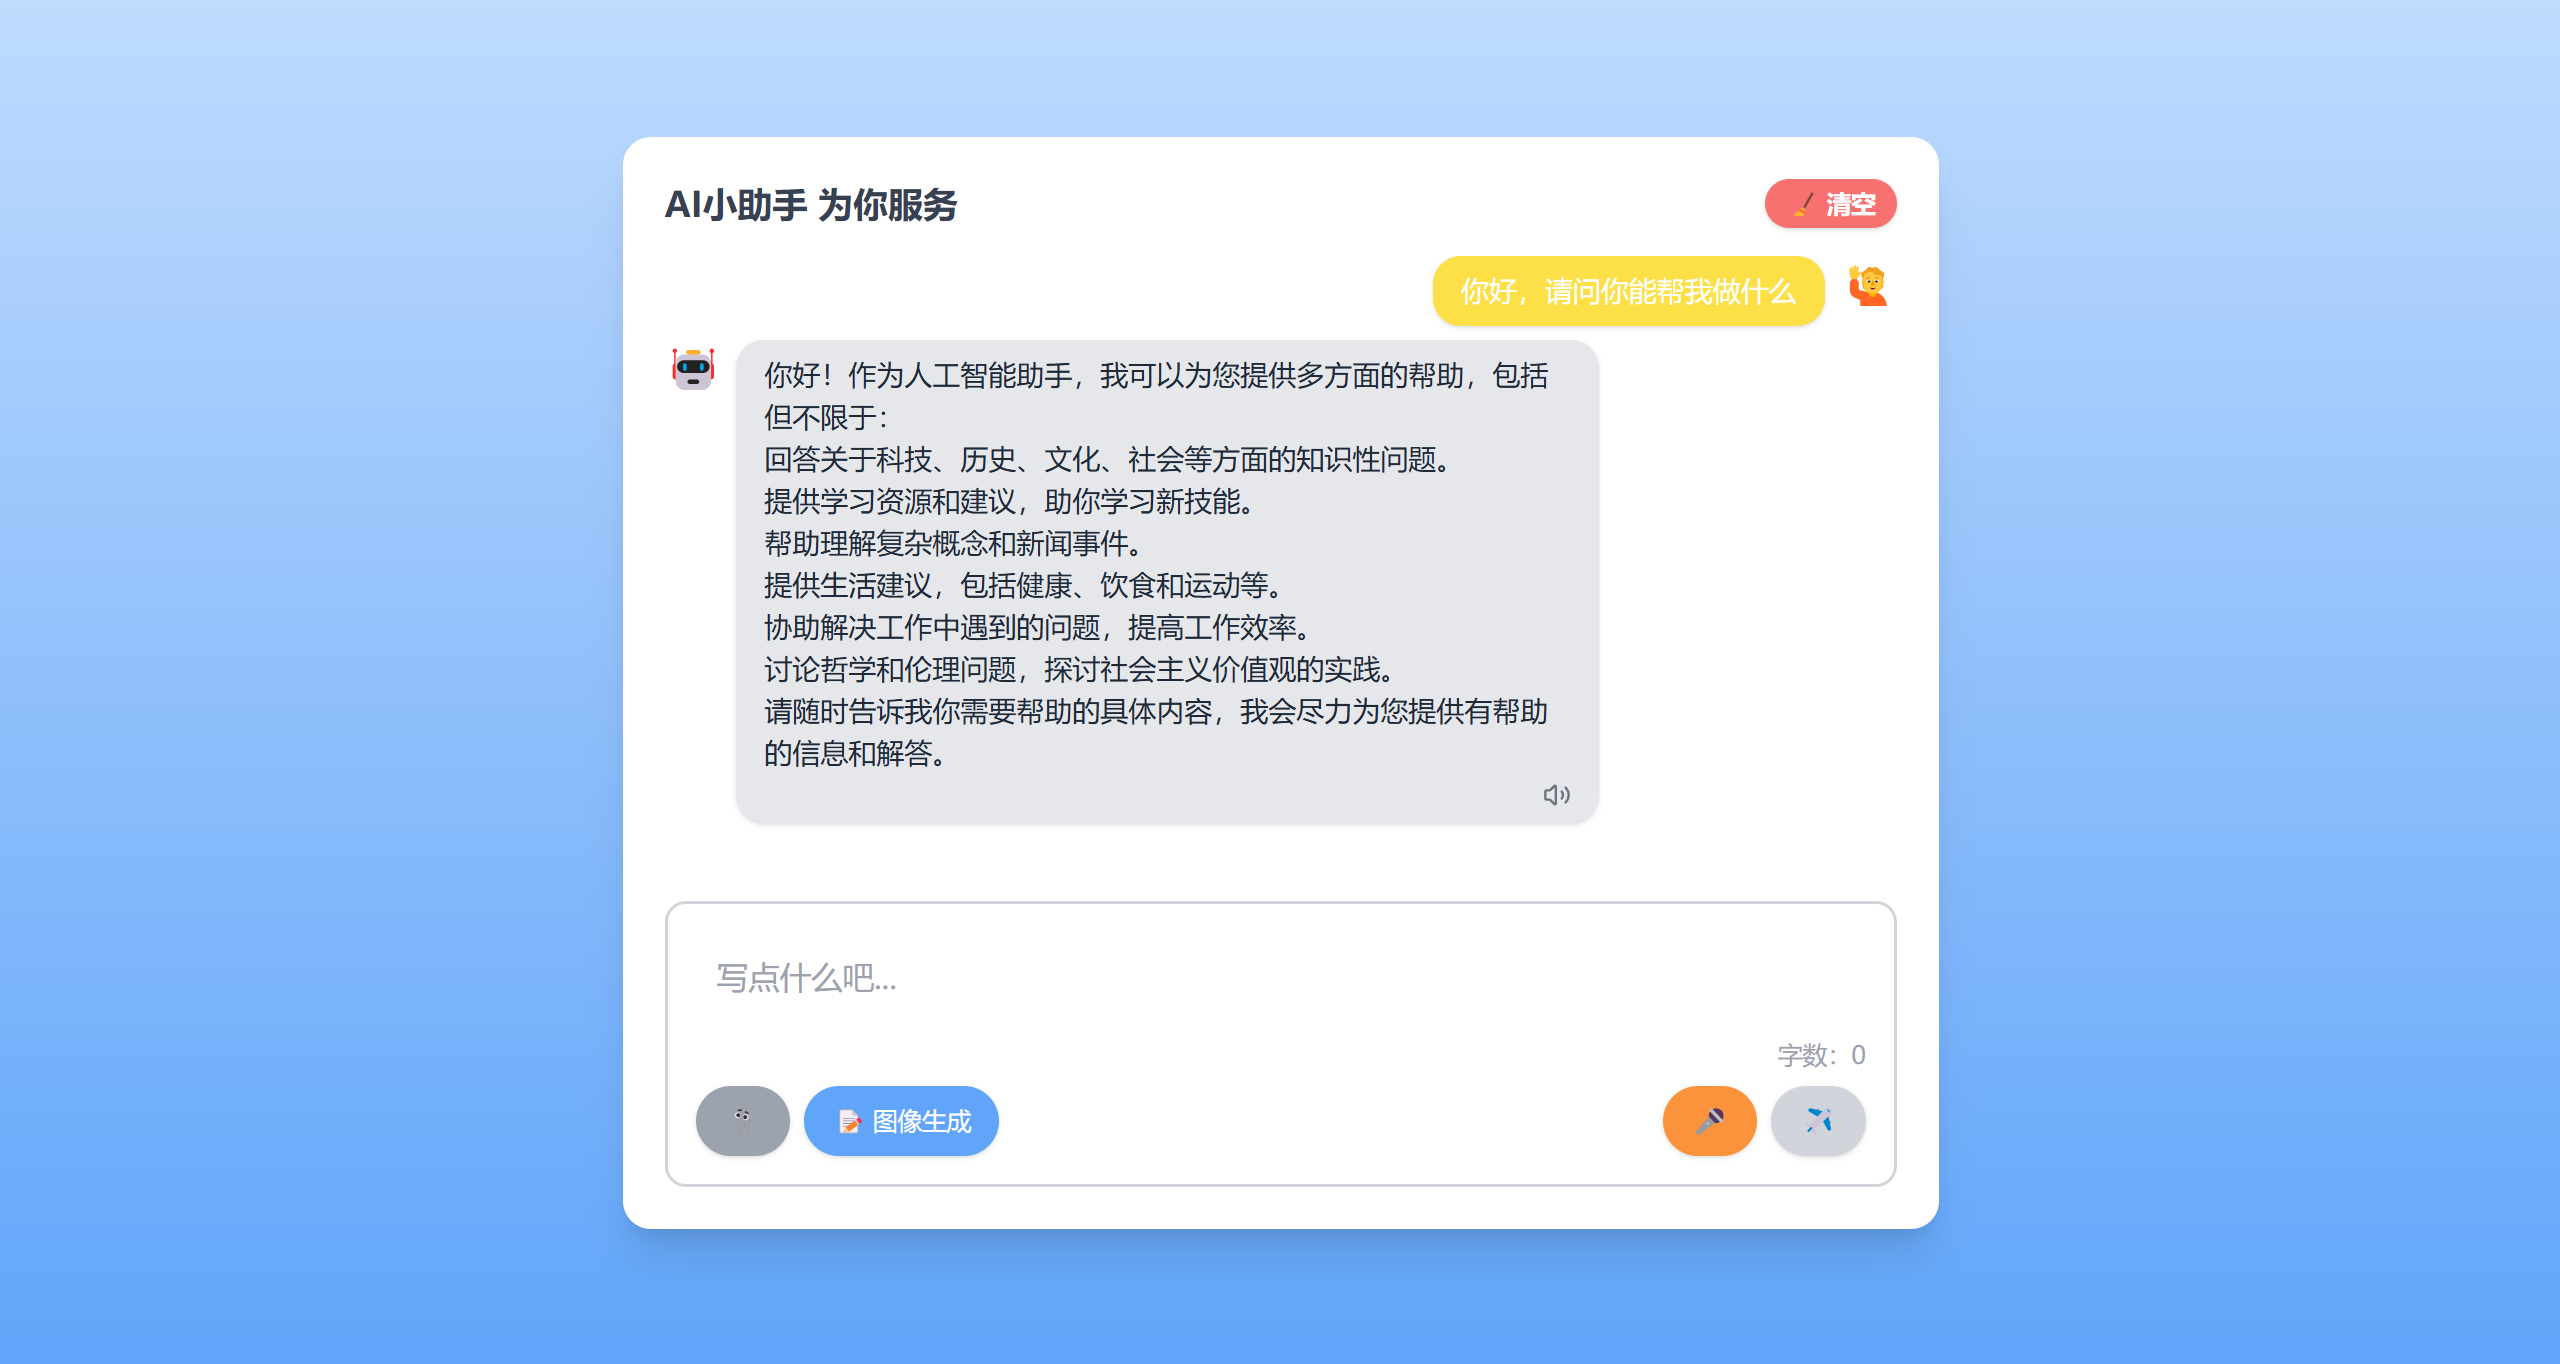 AI小助手 为你服务
清空
你好，请问你能帮我做什么
你好！作为人工智能助手，我可以为您提供多方面的帮助，包括
但不限于：
回答关于科技、历史、文化、社会等方面的知识性问题。
提供学习资源和建议，助你学习新技能。
帮助理解复杂概念和新闻事件。
提供生活建议，包括健康、饮食和运动等。
协助解决工作中遇到的问题，提高工作效率。
讨论哲学和伦理问题，探讨社会主义价值观的实践。
请随时告诉我你需要帮助的具体内容，我会尽力为您提供有帮助
的信息和解答。
写点什么吧...
字数：0
图像生成